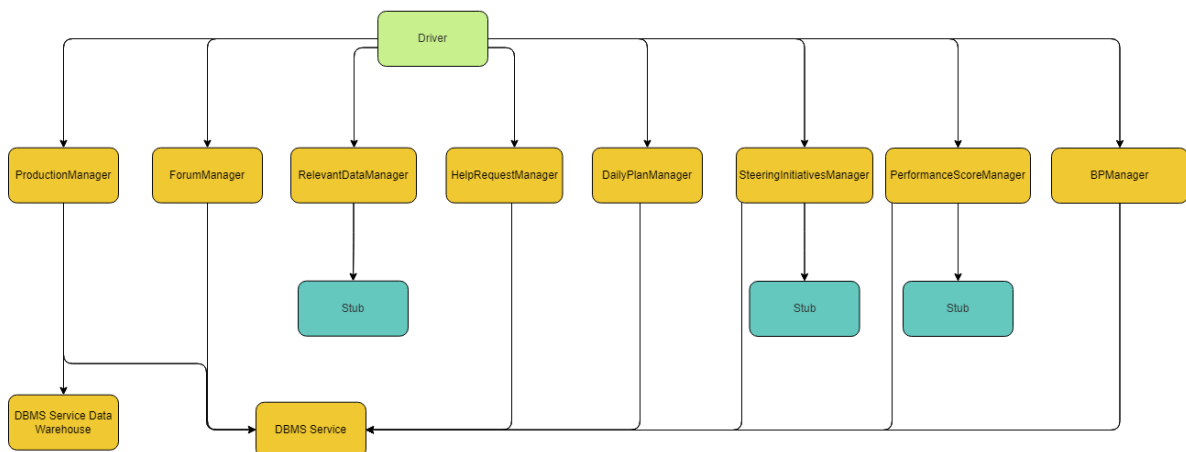 Driver
ProductionManager
ForumManager
RelevantDataManager
HelpRequestManager
DailyPlanManager
SteeringInitiativesManager
PerformanceScoreManager
BPManager
Stub
Stub
Stub
DBMS Service Data
Warehouse
DBMS Service